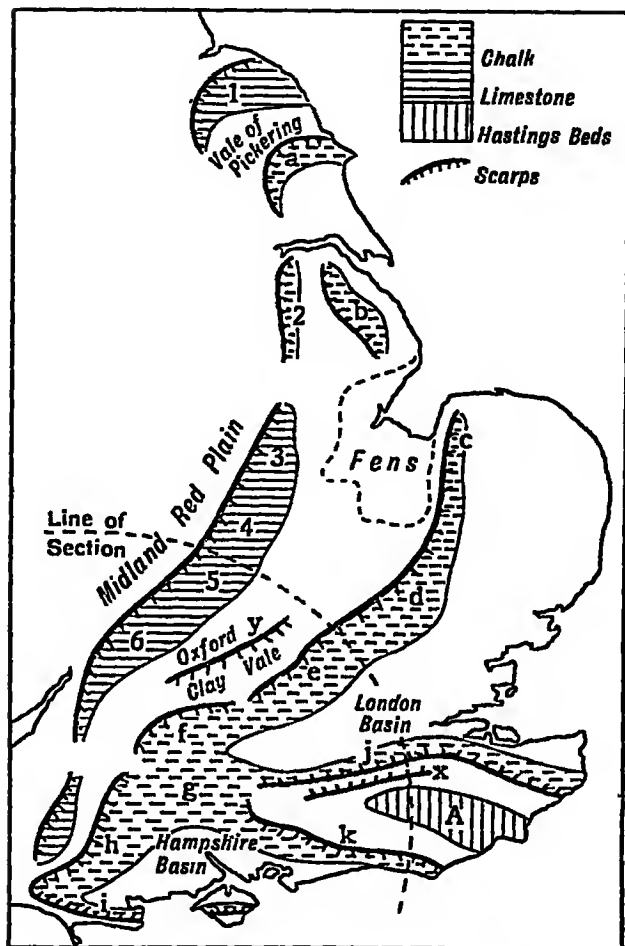 Chalk
Limestone
Hastings Beds
Scarps
1
Vale of
Pickering
a
2
b
3
Fens
c
Midland Red Plain
Line of
Section
4
5
d
6
Oxford y
Clay Vale
e
f
London
Basin
j
x
g
A
h
Hampshire
Basin
k
i